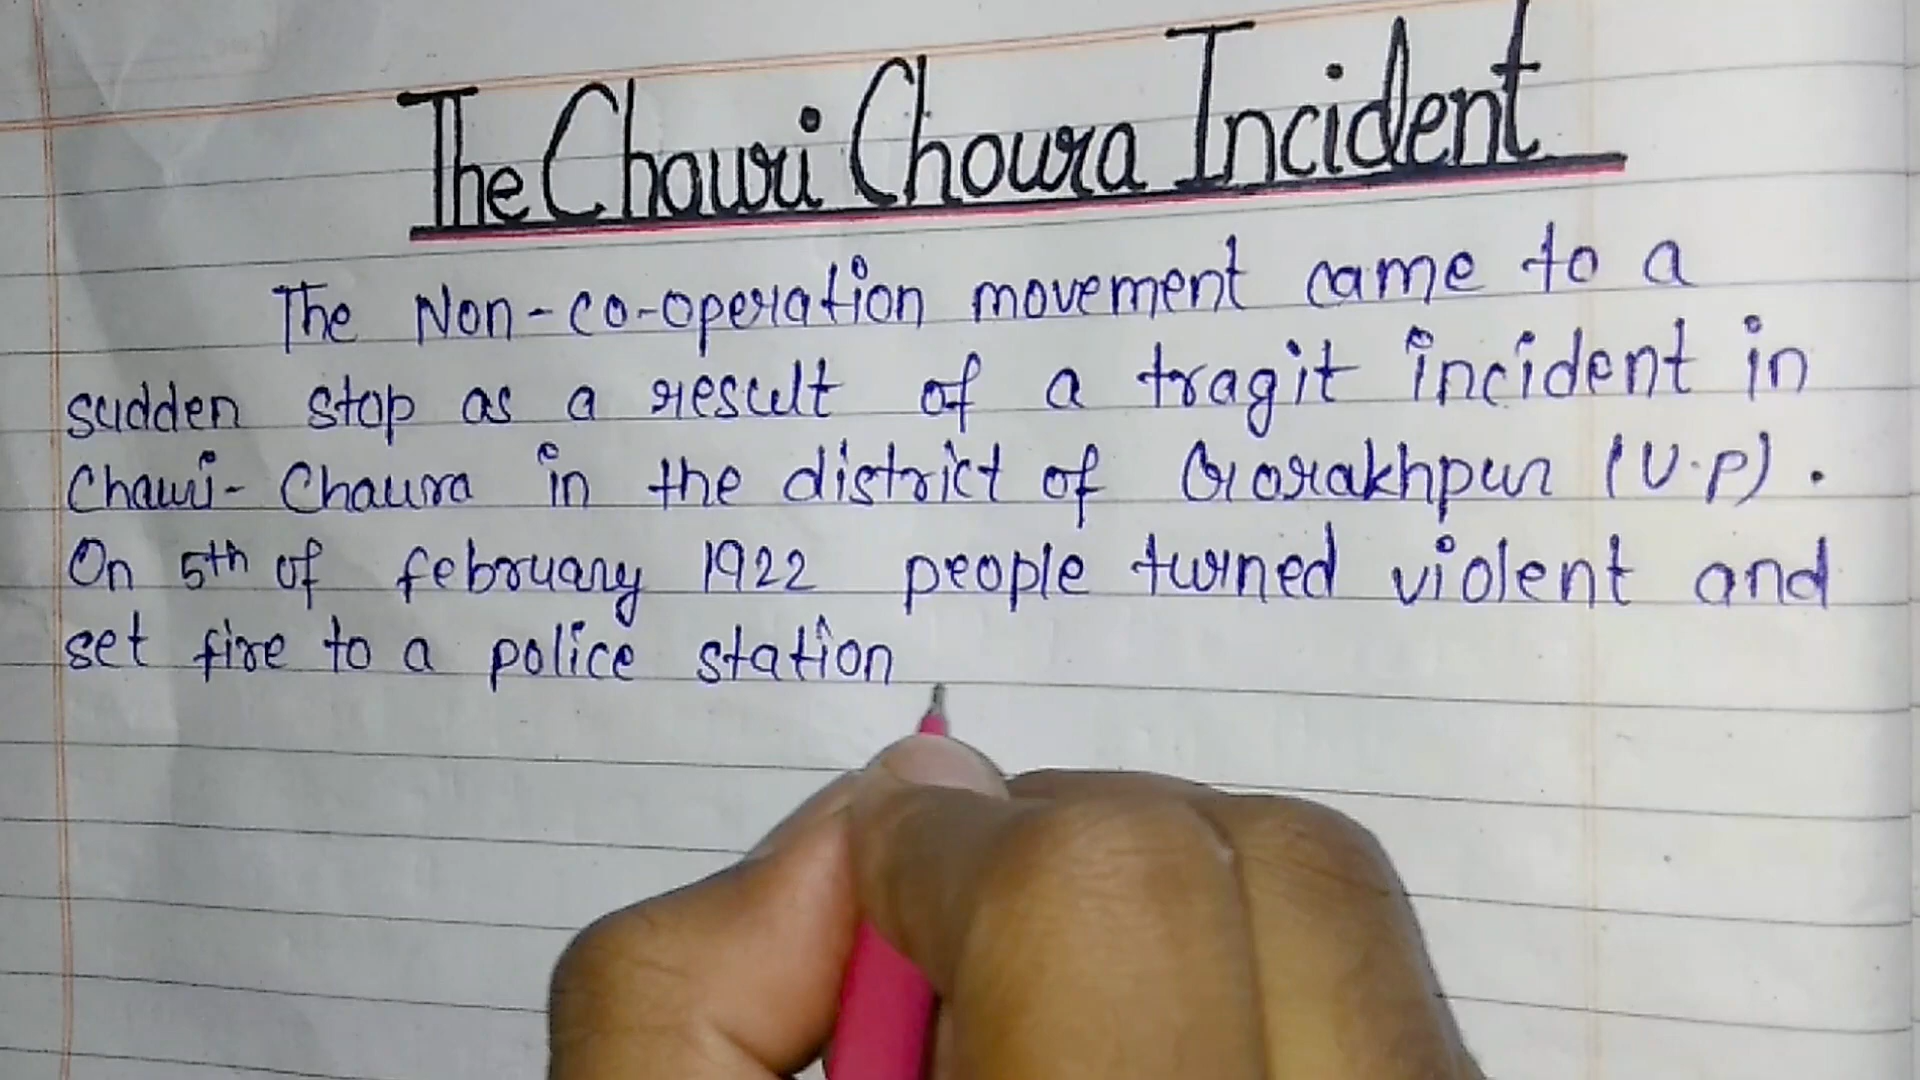 The Chauri Choura Incident
The Non-co-operation movement came to a
sudden stop as a result of a tragit incident in
Chauri-Chaura in the district of Gorakhpur (U.P).
On 5th of february 1922 people turned violent and
set fire to a police station